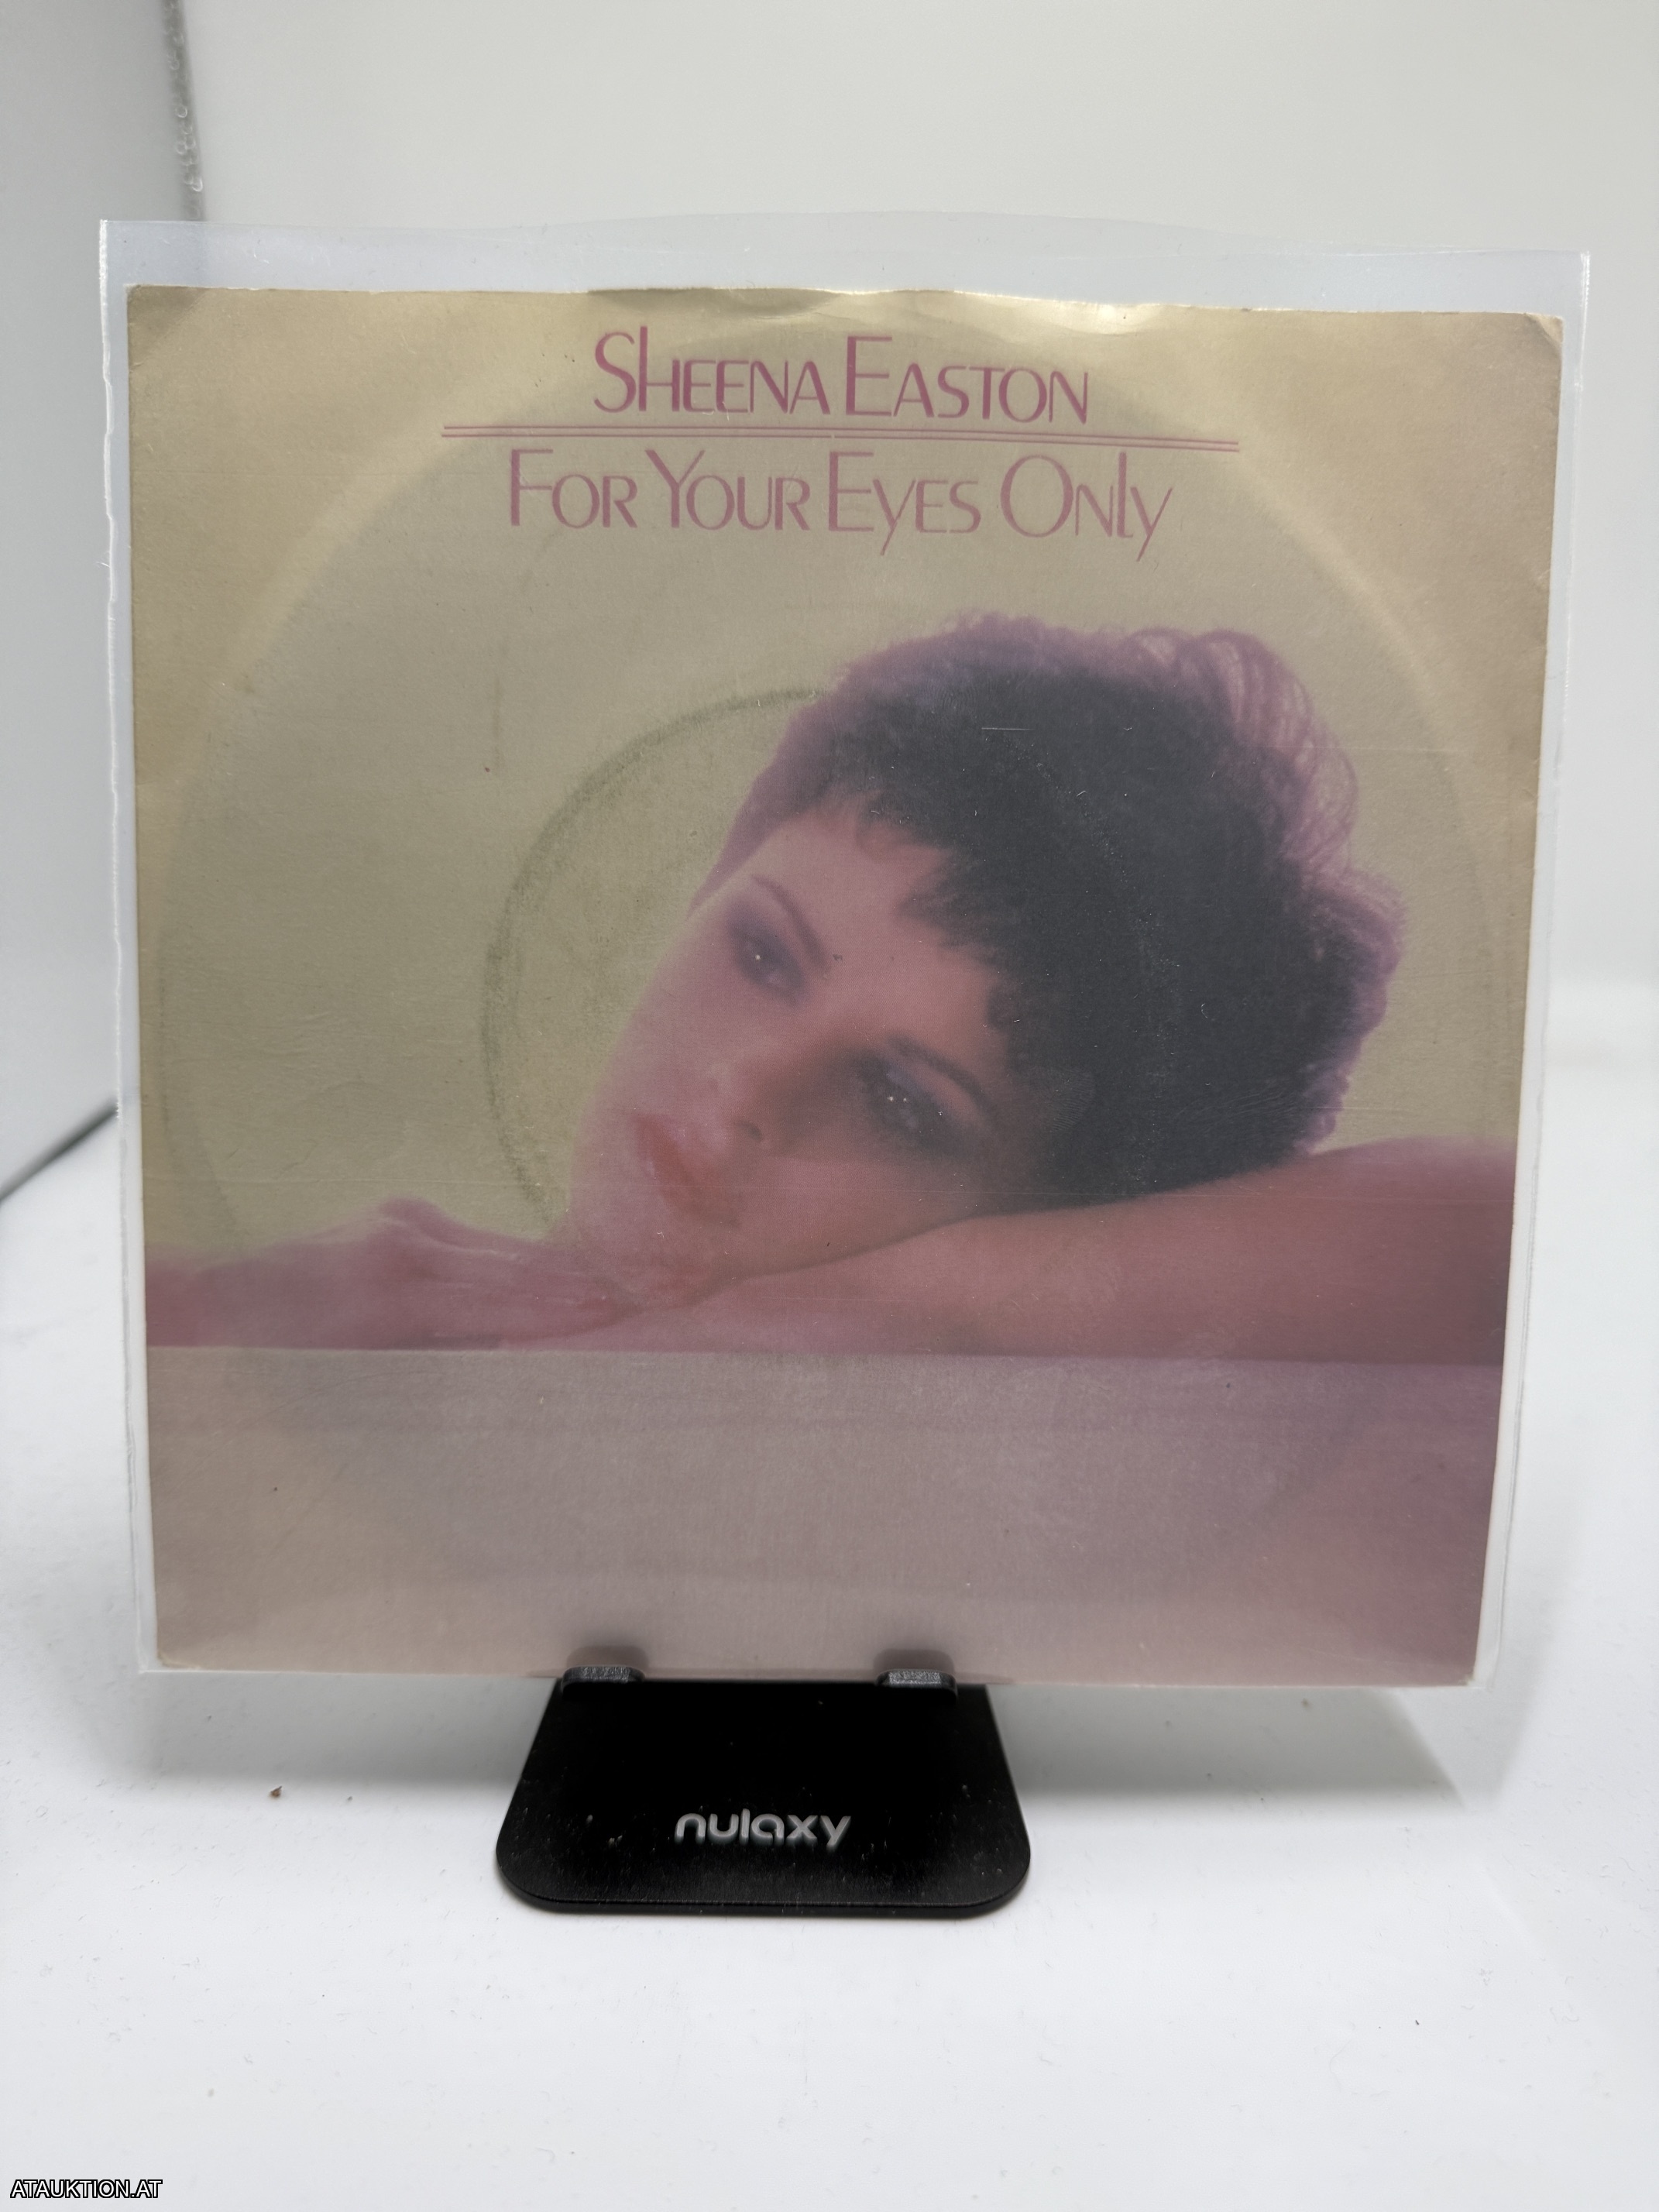 SHEENA EASTON
FOR YOUR EYES ONLY
nulaxy
ATAUKTION.AT